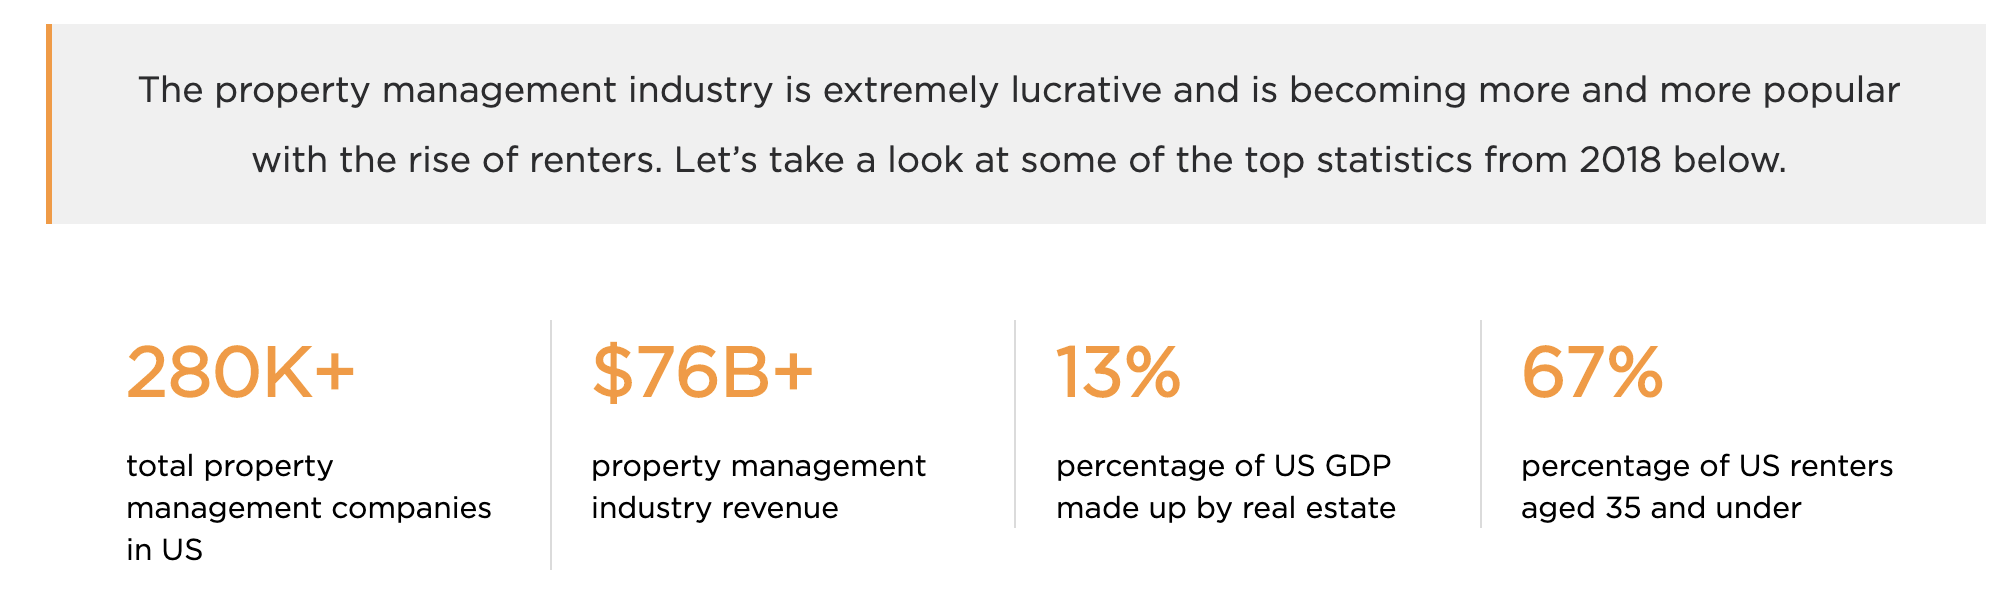 The property management industry is extremely lucrative and is becoming more and more popular
with the rise of renters. Let’s take a look at some of the top statistics from 2018 below.
280K+
total property
management companies
in US
$76B+
property management
industry revenue
13%
percentage of US GDP
made up by real estate
67%
percentage of US renters
aged 35 and under